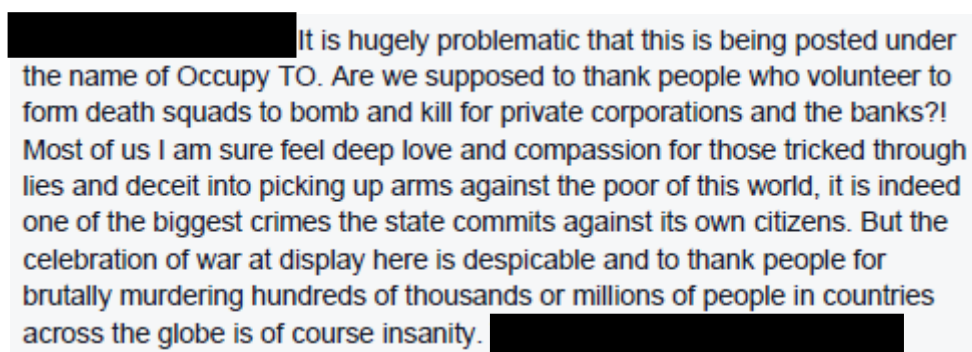 It is hugely problematic that this is being posted under
the name of Occupy TO. Are we supposed to thank people who volunteer to
form death squads to bomb and kill for private corporations and the banks?!
Most of us I am sure feel deep love and compassion for those tricked through
lies and deceit into picking up arms against the poor of this world, it is indeed
one of the biggest crimes the state commits against its own citizens. But the
celebration of war at display here is despicable and to thank people for
brutally murdering hundreds of thousands or millions of people in countries
across the globe is of course insanity.